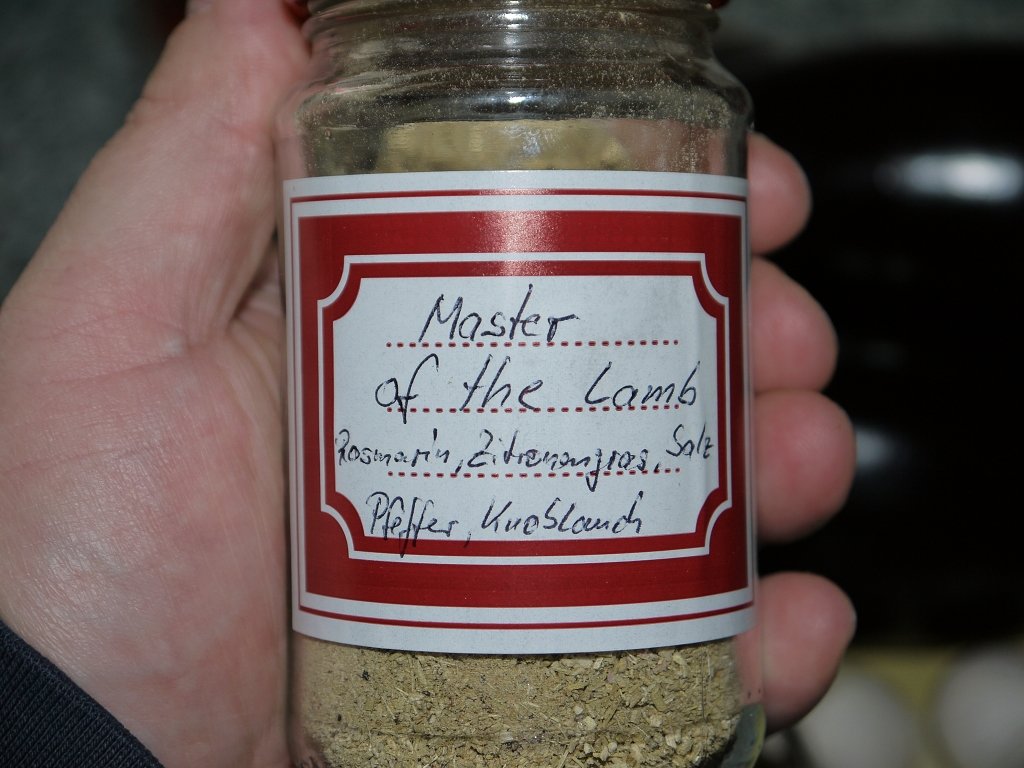 Master
of the Lamb
Rosmarin, Zitronengras, Salz
Pfeffer, Knoblauch